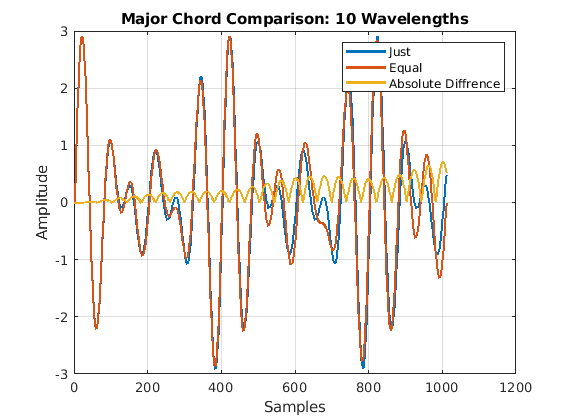 Major Chord Comparison: 10 Wavelengths
3
2
1
0
-1
-2
-3
Amplitude
Just
Equal
Absolute Diffrence
0 200 400 600 800 1000 1200
Samples